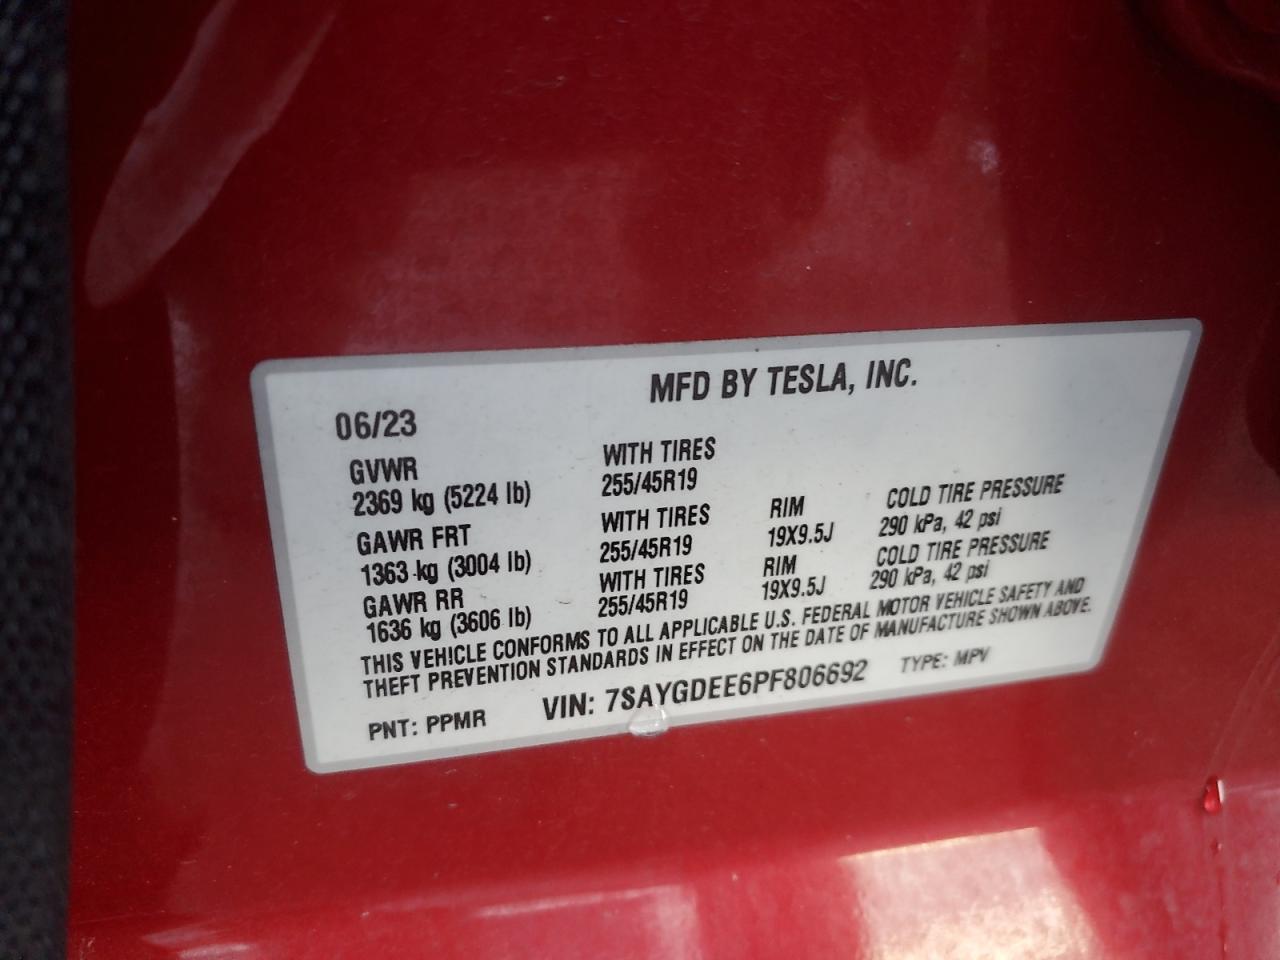 MFD BY TESLA, INC.
06/23
GVWR WITH TIRES
2369 kg (5224 lb) 255/45R19
GAWR FRT WITH TIRES RIM COLD TIRE PRESSURE
1363 kg (3004 lb) 255/45R19 19X9.5J 290 kPa, 42 psi
GAWR RR WITH TIRES RIM COLD TIRE PRESSURE
1636 kg (3606 lb) 255/45R19 19X9.5J 290 kPa, 42 psi
THIS VEHICLE CONFORMS TO ALL APPLICABLE U.S. FEDERAL MOTOR VEHICLE SAFETY AND
THEFT PREVENTION STANDARDS IN EFFECT ON THE DATE OF MANUFACTURE SHOWN ABOVE.
PNT: PPMR VIN: 7SAYGDEE6PF806692 TYPE: MPV